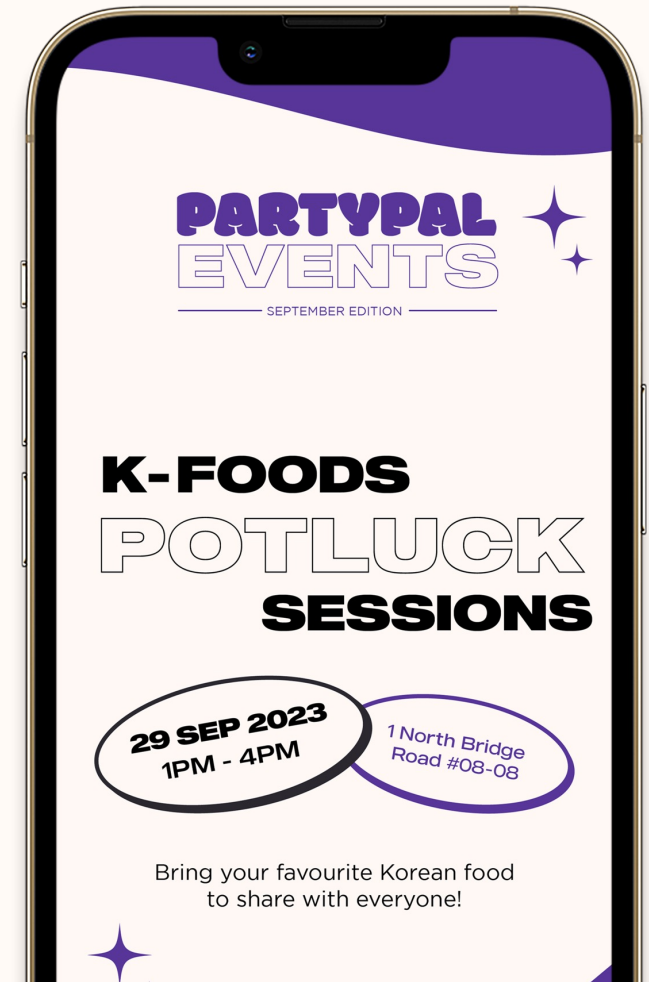 PARTYPAL
EVENTS
SEPTEMBER EDITION
K-FOODS
POTLUCK
SESSIONS
29 SEP 2023
1PM - 4PM
1 North Bridge
Road #08-08
Bring your favourite Korean food
to share with everyone!